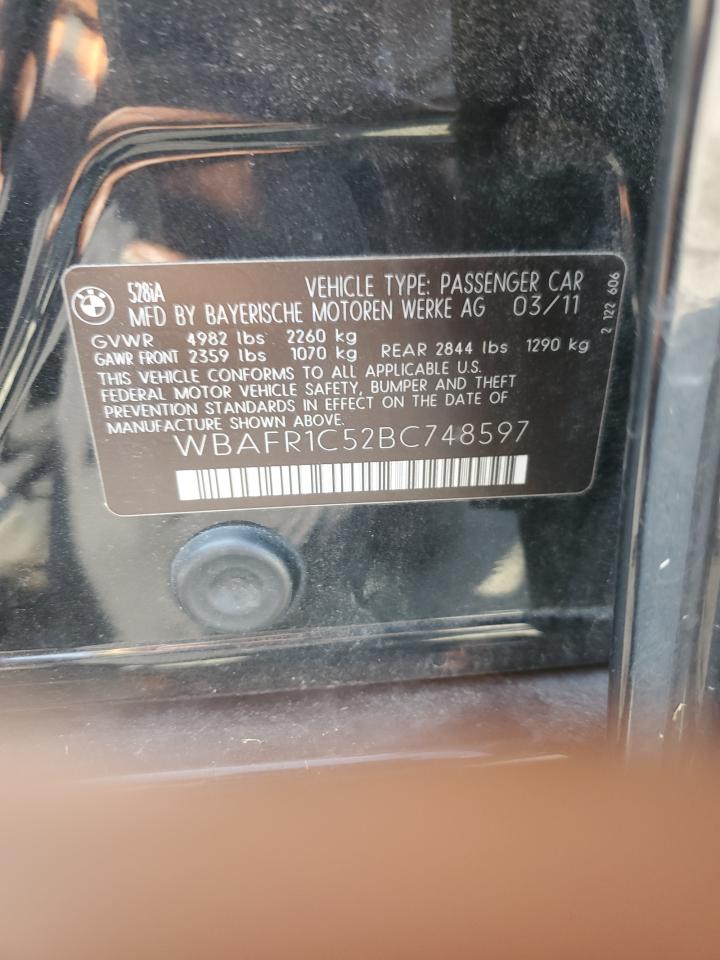 528iA VEHICLE TYPE: PASSENGER CAR
MFD BY BAYERISCHE MOTOREN WERKE AG 03/11
GVWR 4982 lbs 2260 kg
GAWR FRONT 2359 lbs 1070 kg REAR 2844 lbs 1290 kg
THIS VEHICLE CONFORMS TO ALL APPLICABLE U.S.
FEDERAL MOTOR VEHICLE SAFETY, BUMPER AND THEFT
PREVENTION STANDARDS IN EFFECT ON THE DATE OF
MANUFACTURE SHOWN ABOVE.
WBAFR1C52BC748597
2 122 606